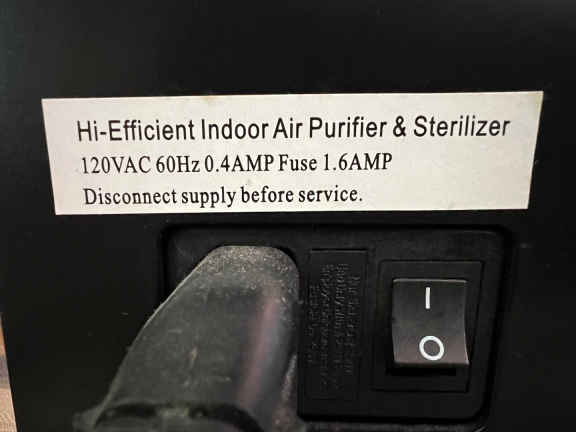 Hi-Efficient Indoor Air Purifier & Sterilizer
120VAC 60Hz 0.4AMP Fuse 1.6AMP
Disconnect supply before service.
I
O